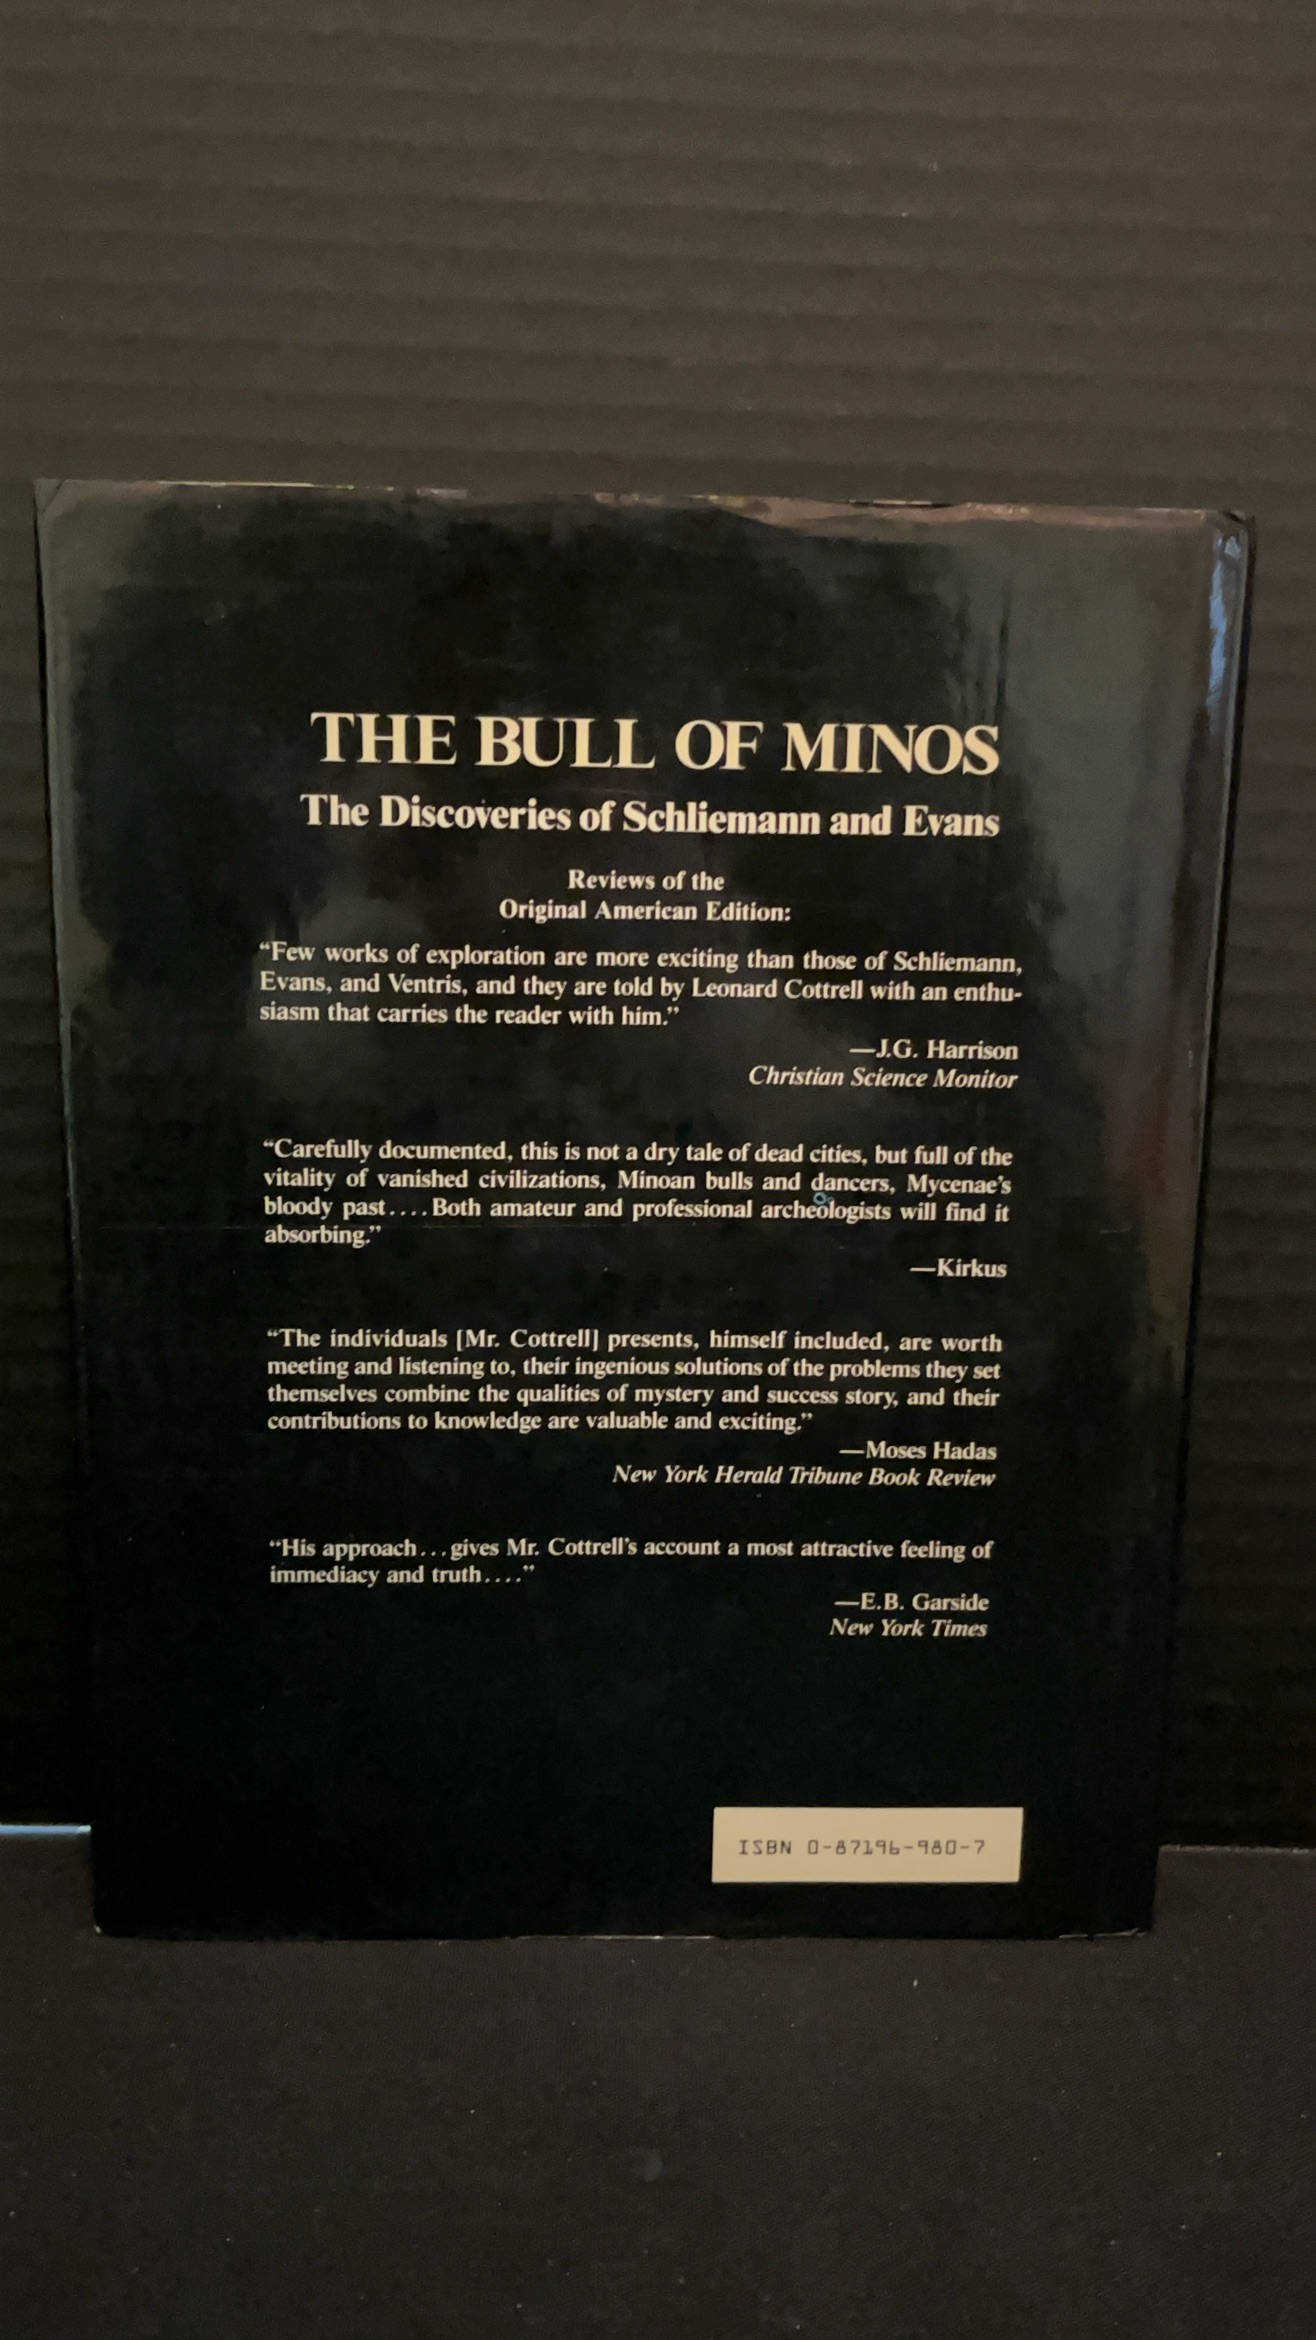 THE BULL OF MINOS
The Discoveries of Schliemann and Evans
Reviews of the
Original American Edition:
“Few works of exploration are more exciting than those of Schliemann,
Evans, and Ventris, and they are told by Leonard Cottrell with an enthu-
siasm that carries the reader with him.”
—J.G. Harrison
Christian Science Monitor
“Carefully documented, this is not a dry tale of dead cities, but full of the
vitality of vanished civilizations, Minoan bulls and dancers, Mycenae’s
bloody past....Both amateur and professional archeologists will find it
absorbing.”
—Kirkus
“The individuals [Mr. Cottrell] presents, himself included, are worth
meeting and listening to, their ingenious solutions of the problems they set
themselves combine the qualities of mystery and success story, and their
contributions to knowledge are valuable and exciting.”
—Moses Hadas
New York Herald Tribune Book Review
“His approach...gives Mr. Cottrell’s account a most attractive feeling of
immediacy and truth....”
—E.B. Garside
New York Times
ISBN 0-87196-980-7